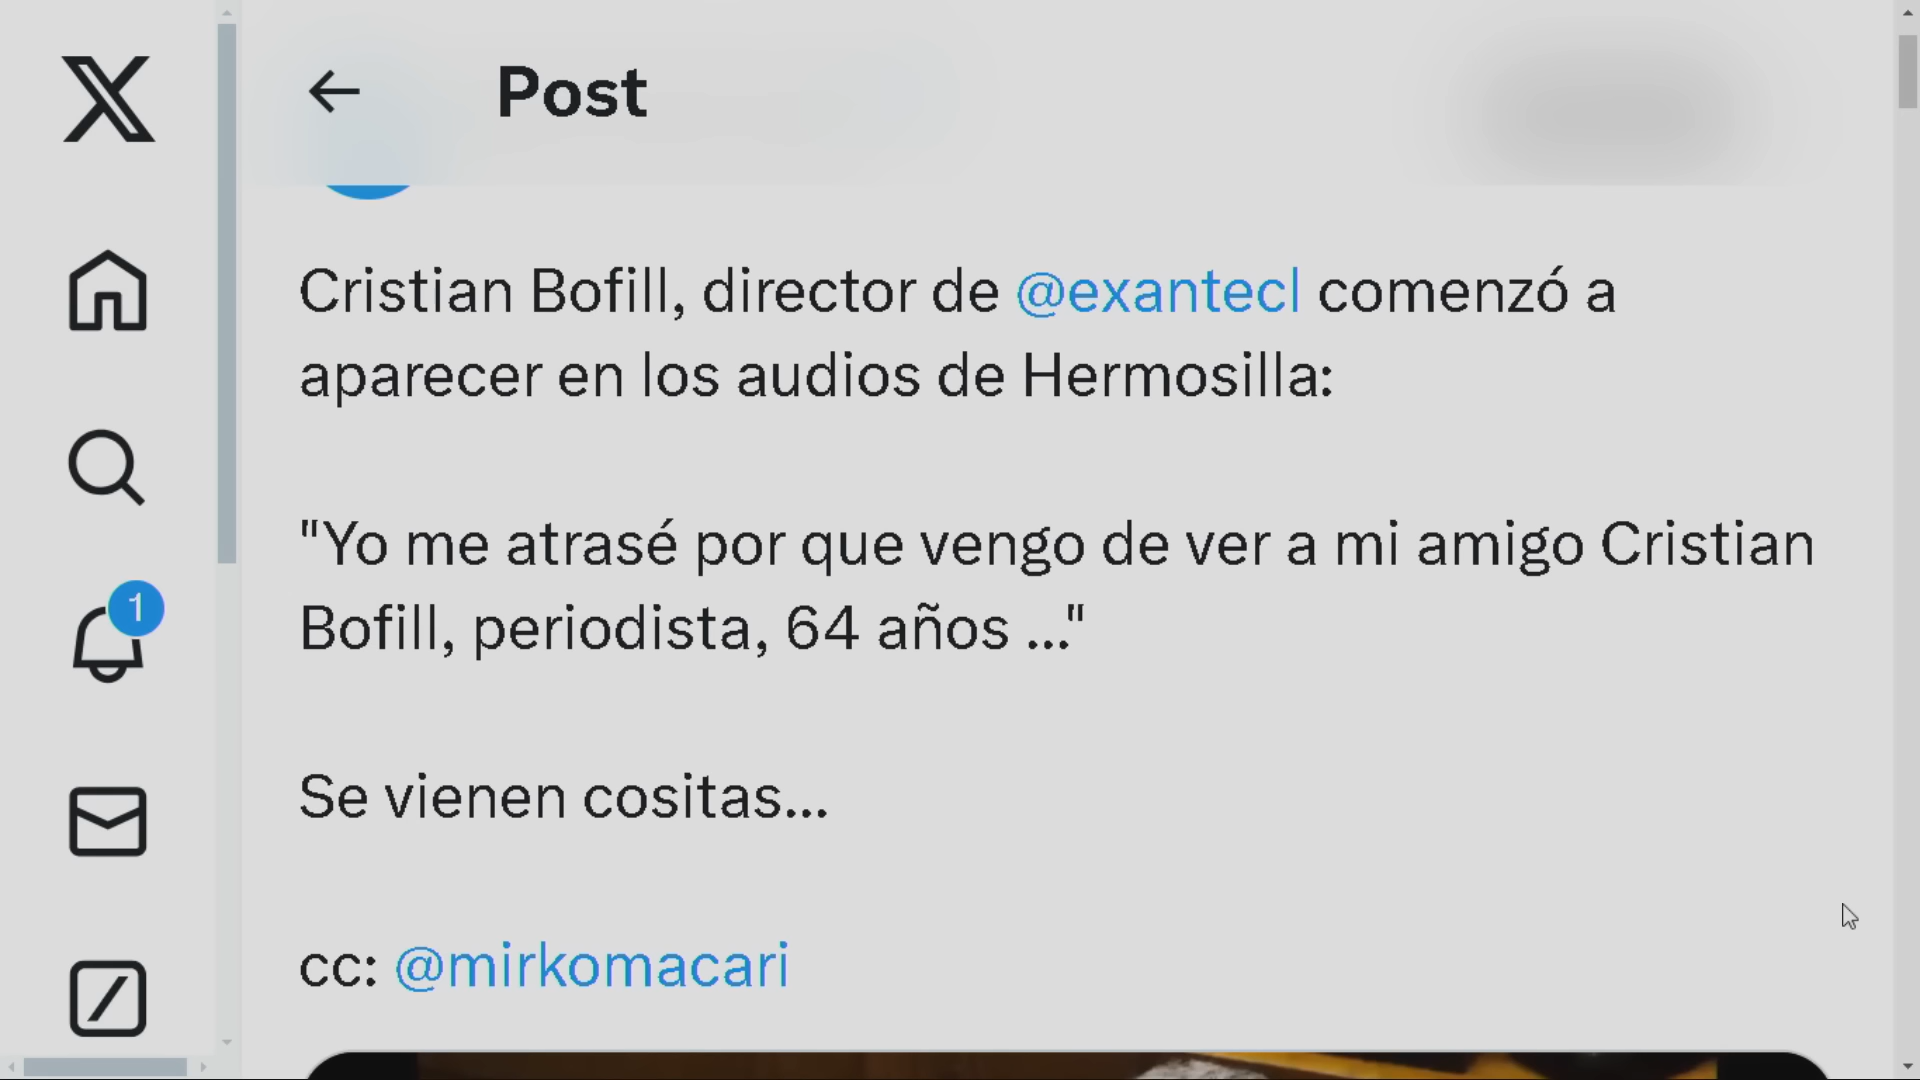 Post
Cristian Bofill, director de @exantecl comenzó a
aparecer en los audios de Hermosilla:
"Yo me atrasé por que vengo de ver a mi amigo Cristian
Bofill, periodista, 64 años ..."
1
Se vienen cositas...
cc: @mirkomacari